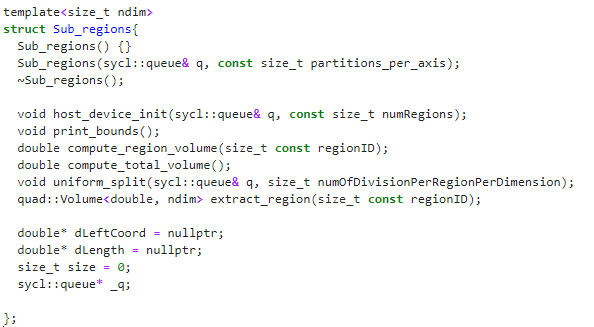 template<size_t ndim>
struct Sub_regions{
  Sub_regions() {}
  Sub_regions(sycl::queue& q, const size_t partitions_per_axis);
  ~Sub_regions();

  void host_device_init(sycl::queue& q, const size_t numRegions);
  void print_bounds();
  double compute_region_volume(size_t const regionID);
  double compute_total_volume();
  void uniform_split(sycl::queue& q, size_t numOfDivisionPerRegionPerDimension);
  quad::Volume<double, ndim> extract_region(size_t const regionID);

  double* dLeftCoord = nullptr;
  double* dLength = nullptr;
  size_t size = 0;
  sycl::queue* _q;

};